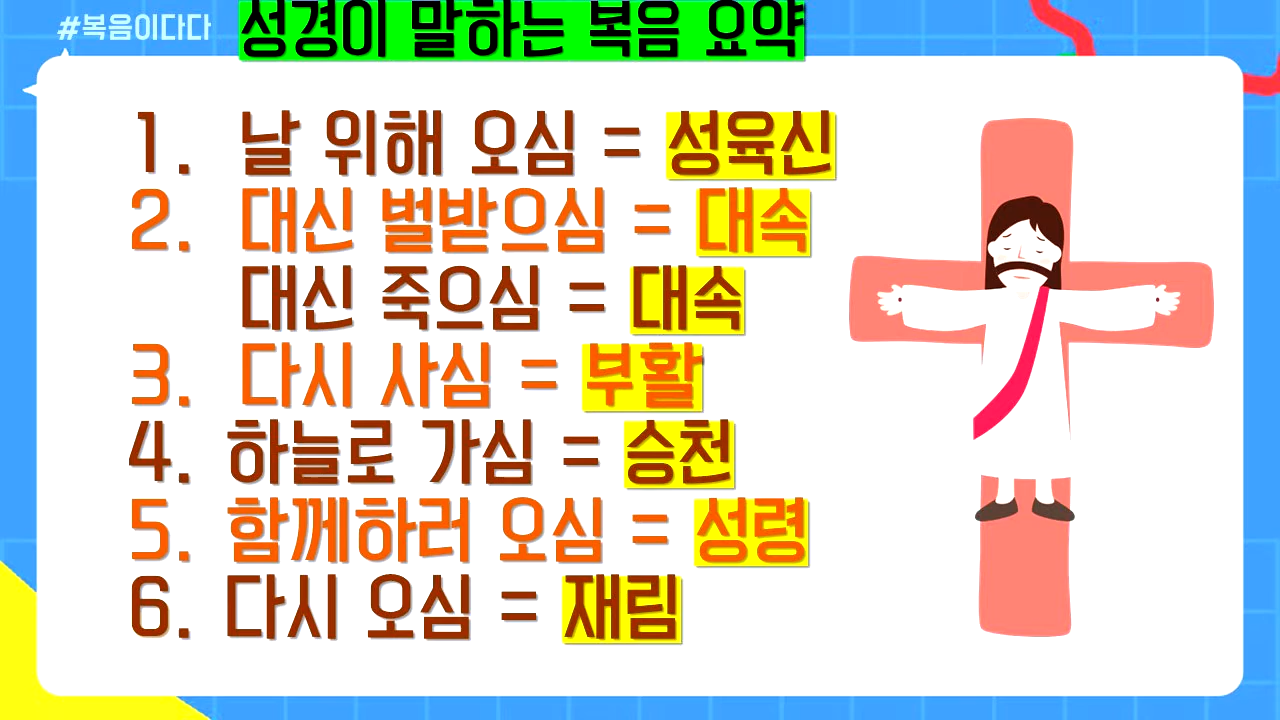 #복음이다다
성경이 말하는 복음 요약
1. 날 위해 오심 = 성육신
2. 대신 벌받으심 = 대속
대신 죽으심 = 대속
3. 다시 사심 = 부활
4. 하늘로 가심 = 승천
5. 함께하러 오심 = 성령
6. 다시 오심 = 재림